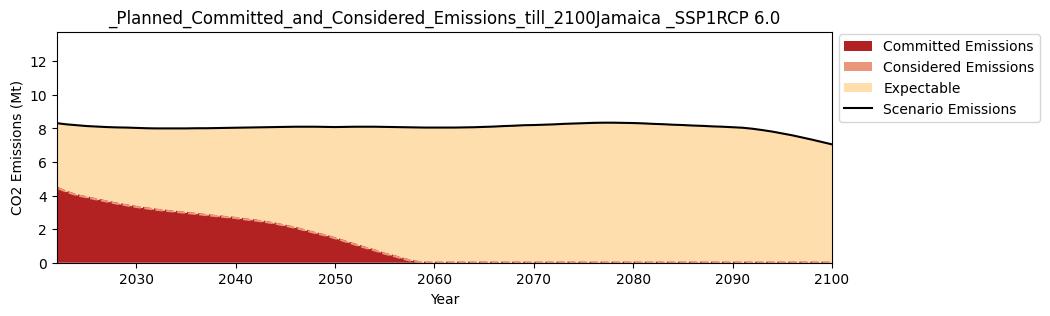 _Planned_Committed_and_Considered_Emissions_till_2100Jamaica _SSP1RCP 6.0
Committed Emissions
Considered Emissions
Expectable
Scenario Emissions
CO2 Emissions (Mt)
12
10
8
6
4
2
0
2030 2040 2050 2060 2070 2080 2090 2100
Year